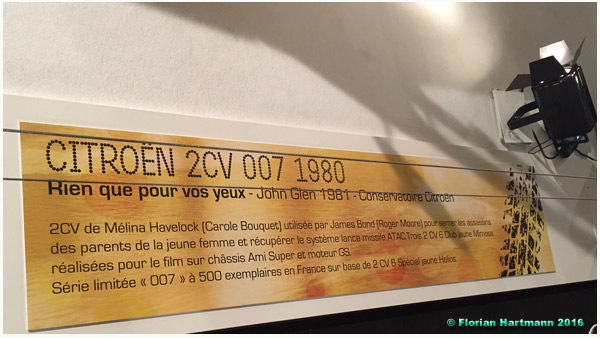 CITROËN 2CV 007 1980
Rien que pour vos yeux - John Glen 1981 - Conservatoire Citroën
2CV de Mélina Havelock (Carole Bouquet) utilisée par James Bond (Roger Moore) pour semer les assassins
des parents de la jeune femme et récupérer le système lance missile ATAC.Trois 2 CV 6 Club jaune Mimosa
réalisées pour le film sur châssis Ami Super et moteur GS.
Série limitée « 007 » à 500 exemplaires en France sur base de 2 CV 6 Spécial jaune Helios
© Florian Hartmann 2016